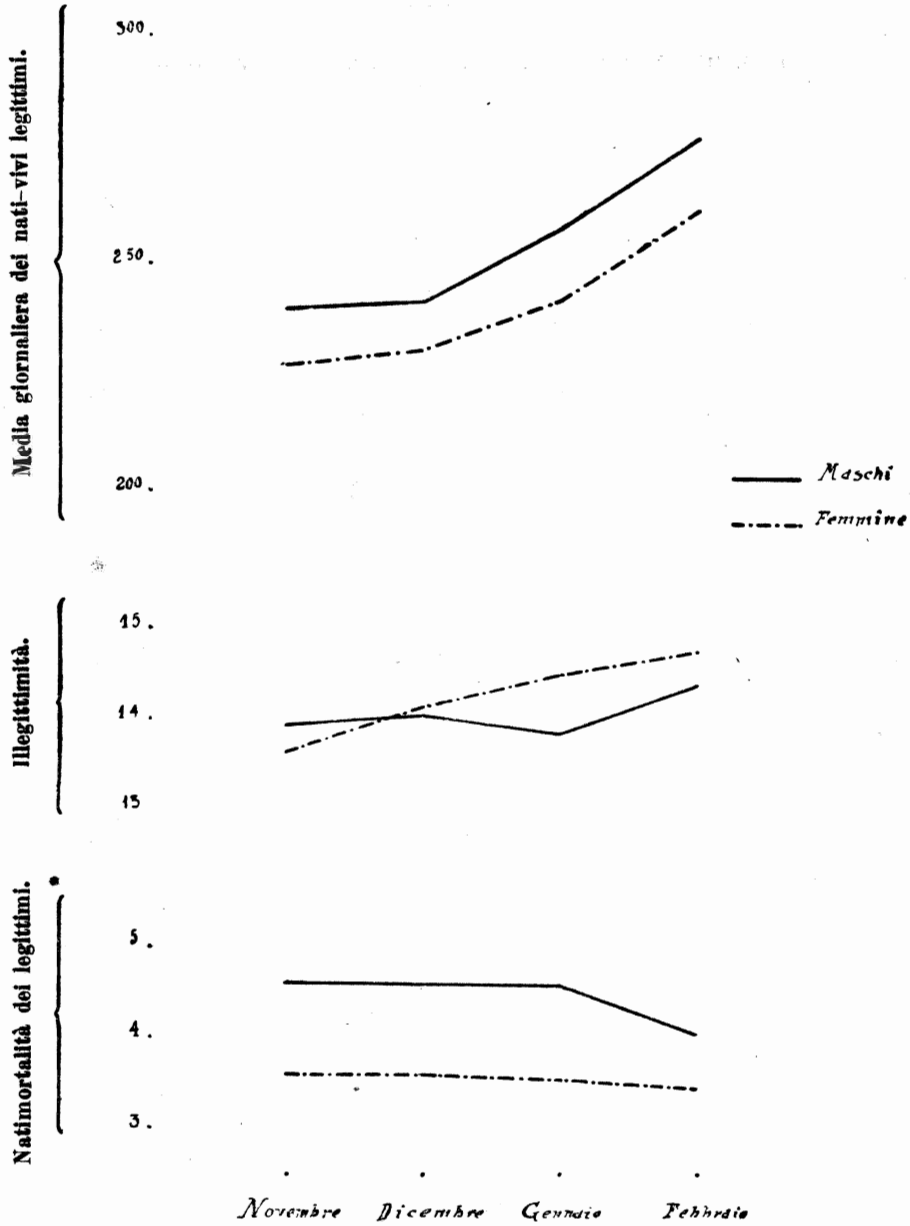 Media giornaliera dei nati-vivi legittimi.
300.
250.
200.
Maschi
Femmine
Illegittimità.
15.
14.
13
Natimortalità dei legittimi.
5.
4.
3.
Novembre Dicembre Gennaio Febbraio